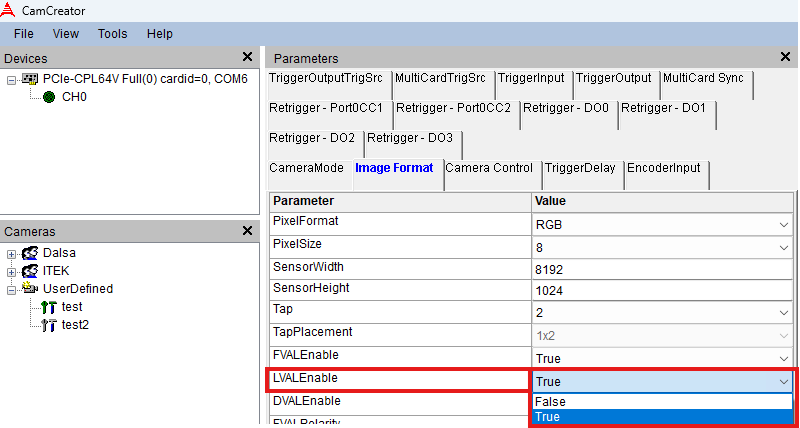 CamCreator
File View Tools Help
Devices
PCIe-CPL64V Full(0) cardid=0, COM6
CH0
Cameras
Dalsa
ITEK
UserDefined
test
test2
Parameters
TriggerOutputTrigSrc MultiCardTrigSrc TriggerInput TriggerOutput MultiCard Sync
Retrigger - Port0CC1 Retrigger - Port0CC2 Retrigger - DO0 Retrigger - DO1
Retrigger - DO2 Retrigger - DO3
CameraMode Image Format Camera Control TriggerDelay EncoderInput
Parameter Value
PixelFormat RGB
PixelSize 8
SensorWidth 8192
SensorHeight 1024
Tap 2
TapPlacement 1x2
FVALEnable True
LVALEnable True
DVALEnable False
FVALPolarity True